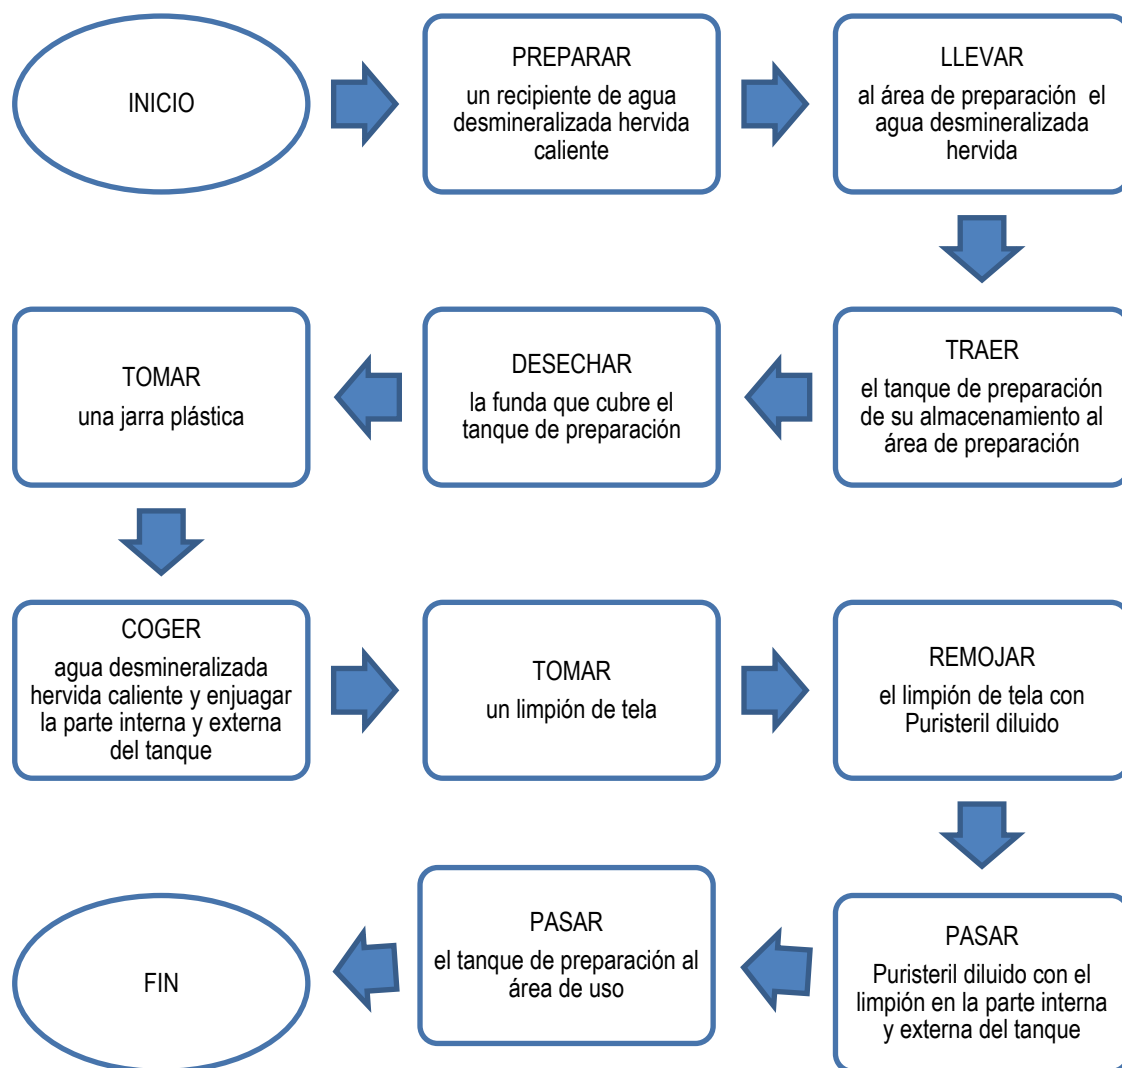 INICIO
PREPARAR
un recipiente de agua
desmineralizada hervida
caliente
LLEVAR
al área de preparación el
agua desmineralizada
hervida
TRAER
el tanque de preparación
de su almacenamiento al
área de preparación
DESECHAR
la funda que cubre el
tanque de preparación
TOMAR
una jarra plástica
COGER
agua desmineralizada
hervida caliente y enjuagar
la parte interna y externa
del tanque
TOMAR
un limpión de tela
REMOJAR
el limpión de tela con
Puristeril diluido
PASAR
Puristeril diluido con el
limpión en la parte interna
y externa del tanque
PASAR
el tanque de preparación al
área de uso
FIN